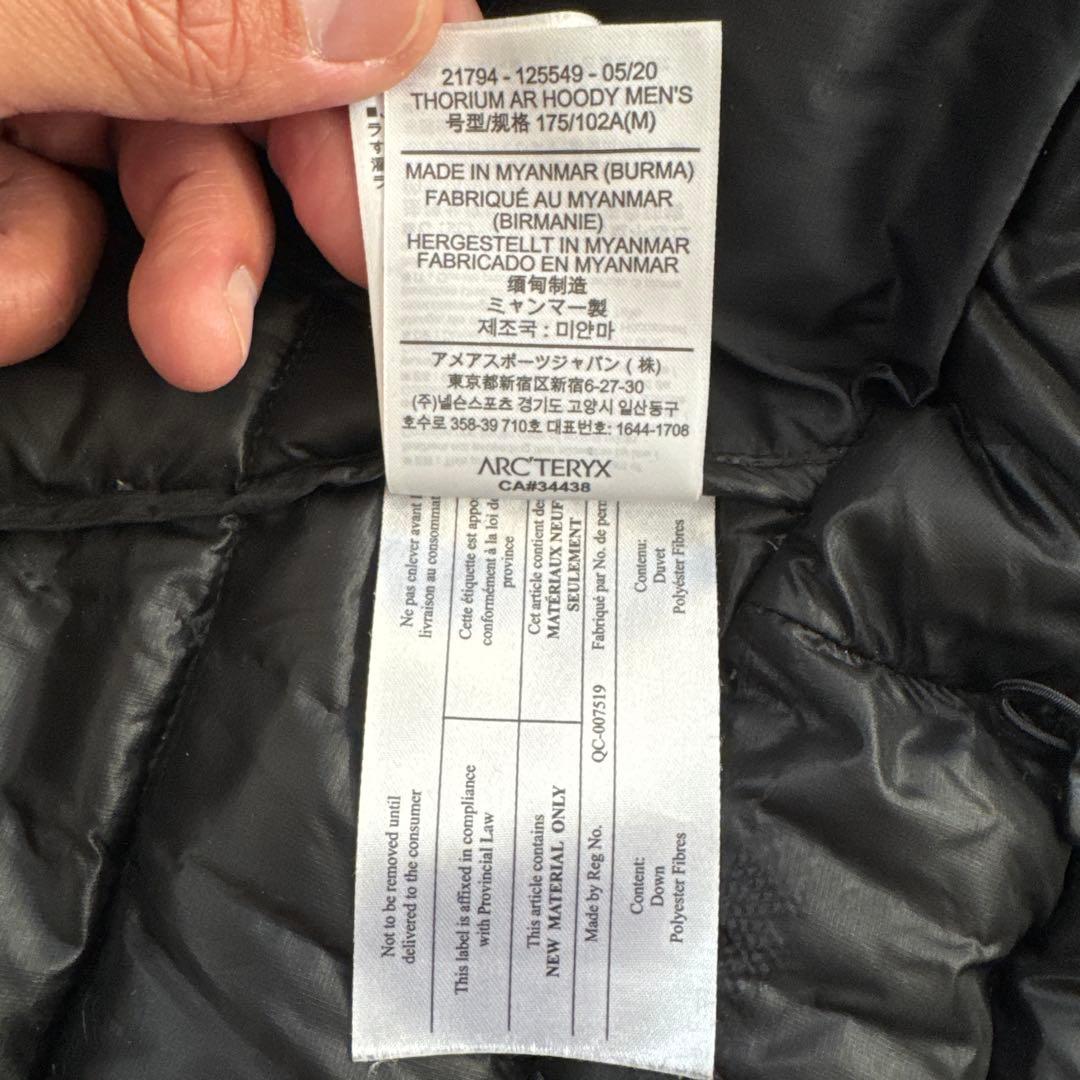 21794 - 125549 - 05/20
THORIUM AR HOODY MEN'S
号型/规格 175/102A(M)
MADE IN MYANMAR (BURMA)
FABRIQUÉ AU MYANMAR
(BIRMANIE)
HERGESTELLT IN MYANMAR
FABRICADO EN MYANMAR
缅甸制造
ミャンマー製
제조국 : 미얀마
アメアスポーツジャパン ( 株)
東京都新宿区新宿6-27-30
(주)넬슨스포츠 경기도 고양시 일산동구
호수로 358-39 710호 대표번호: 1644-1708
ARC'TERYX
CA#34438
Ne pas enlever avant
livraison au
Cette étiquette est
conformément à la loi de
province
Cet article contient
MATÉRIAUX NEUF
SEULEMENT
Fabriqué par No. de
QC-007519
Contenu:
Duvet
Polyéster Fibres
Not to be removed until
delivered to the consumer
This label is affixed in compliance
with Provincial Law
This article contains
NEW MATERIAL ONLY
Made by Reg No.
Content:
Down
Polyester Fibres